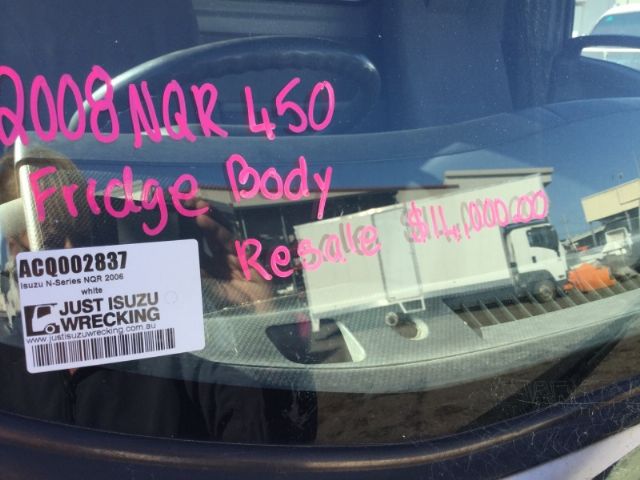 2008 NQR 450
Fridge Body
Resale $14,000.00
ACQ002837
Isuzu N-Series NQR 2006
white
JUST ISUZU
WRECKING
www.justisuzuwrecking.com.au